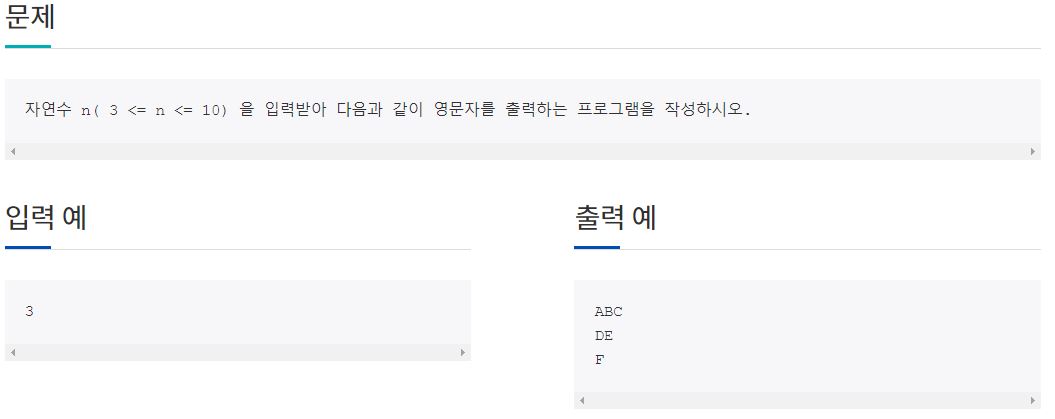 문제
자연수 n( 3 <= n <= 10) 을 입력받아 다음과 같이 영문자를 출력하는 프로그램을 작성하시오.
입력 예
3
출력 예
ABC
DE
F